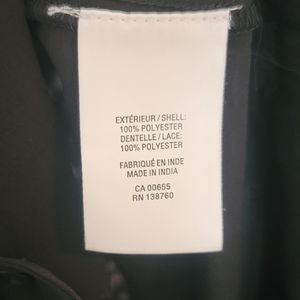 EXTÉRIEUR / SHELL:
100% POLYESTER
DENTELLE / LACE:
100% POLYESTER
FABRIQUÉ EN INDE
MADE IN INDIA
CA 00655
RN 138760